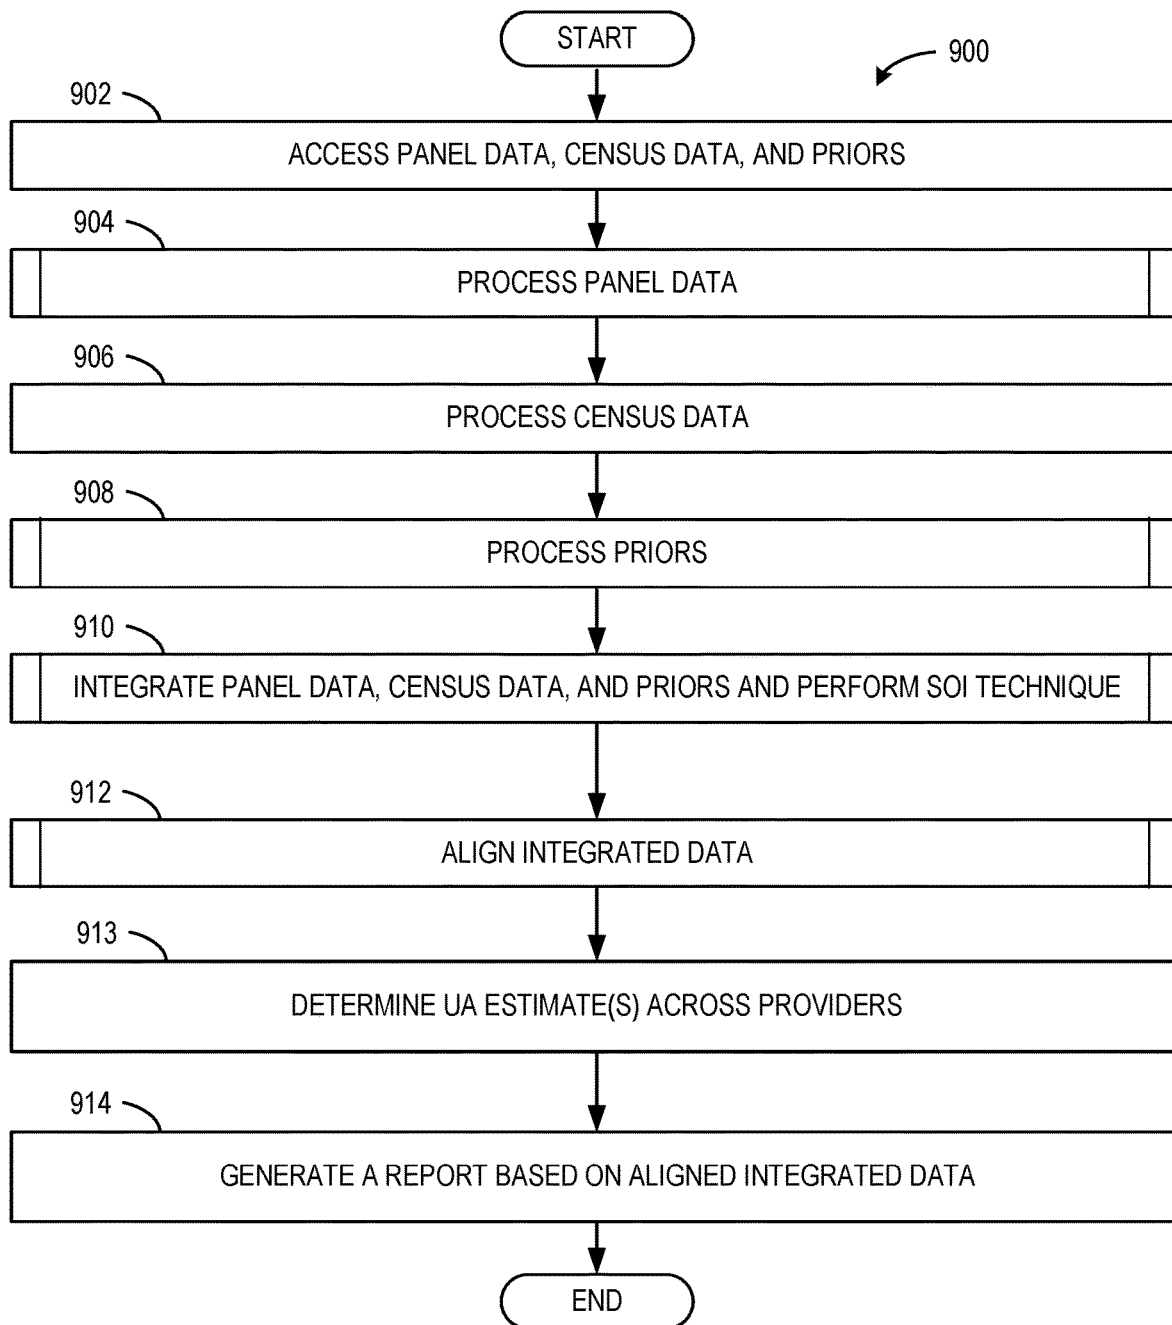 START
900
902
ACCESS PANEL DATA, CENSUS DATA, AND PRIORS
904
PROCESS PANEL DATA
906
PROCESS CENSUS DATA
908
PROCESS PRIORS
910
INTEGRATE PANEL DATA, CENSUS DATA, AND PRIORS AND PERFORM SOI TECHNIQUE
912
ALIGN INTEGRATED DATA
913
DETERMINE UA ESTIMATE(S) ACROSS PROVIDERS
914
GENERATE A REPORT BASED ON ALIGNED INTEGRATED DATA
END